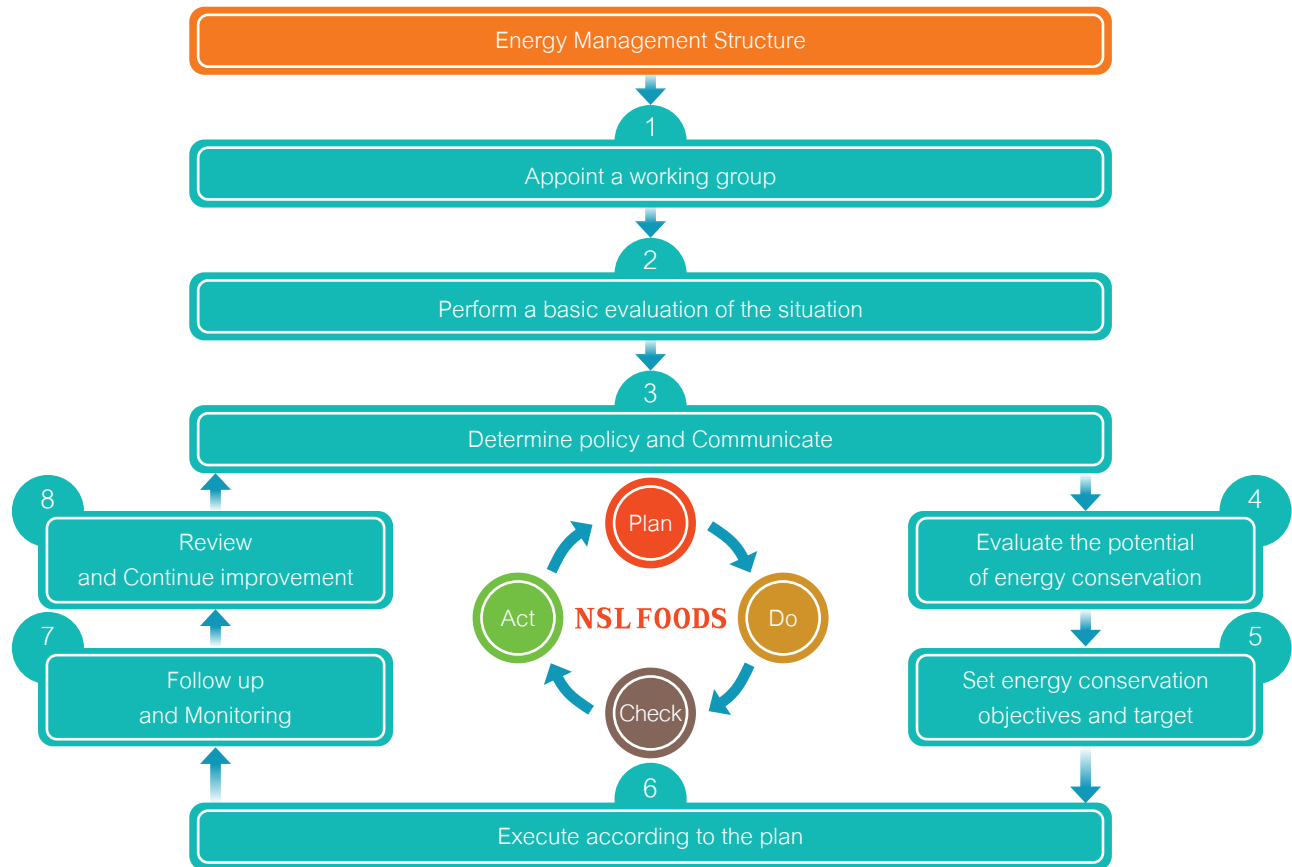 Energy Management Structure
1
Appoint a working group
2
Perform a basic evaluation of the situation
3
Determine policy and Communicate
8
Review
and Continue improvement
7
Follow up
and Monitoring
Plan
Act
NSL FOODS
Do
Check
4
Evaluate the potential
of energy conservation
5
Set energy conservation
objectives and target
6
Execute according to the plan